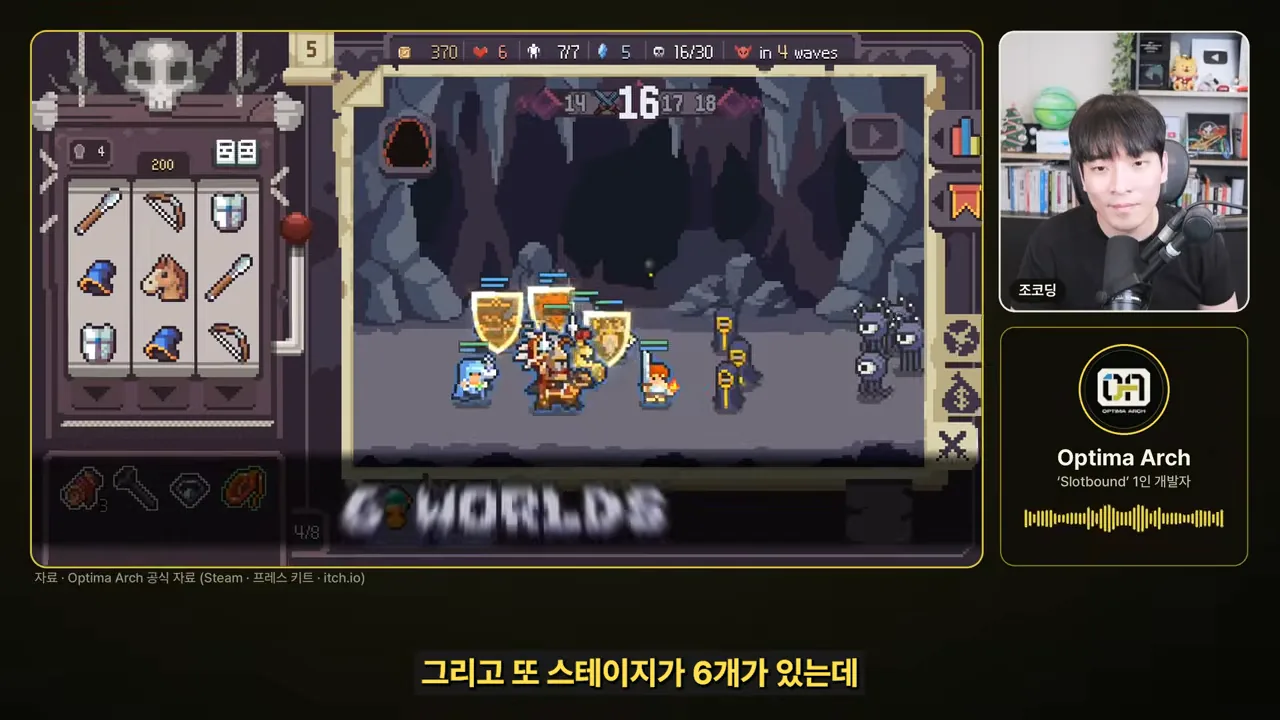 5
370
6
7/7
5
16/30
in 4 waves
4
200
14
16
17 18
3
4/8
6 WORLDS
조코딩
OPTIMA ARCH
Optima Arch
‘Slotbound’ 1인 개발자
자료 · Optima Arch 공식 자료 (Steam · 프레스 키트 · itch.io)
그리고 또 스테이지가 6개가 있는데